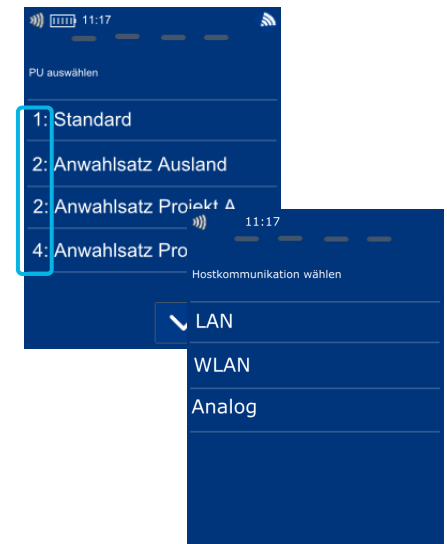 11:17
PU auswählen
1: Standard
2: Anwahlsatz Ausland
2: Anwahlsatz Projekt A
4: Anwahlsatz Pro
11:17
Hostkommunikation wählen
LAN
WLAN
Analog